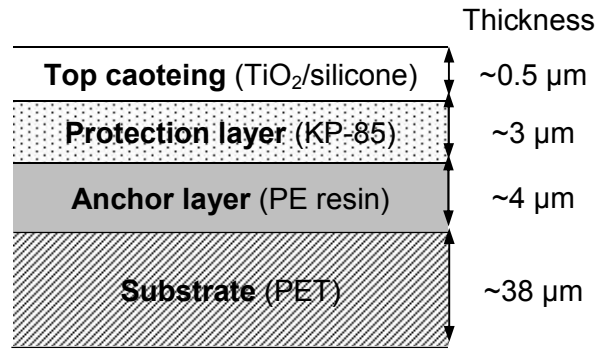 Thickness
Top caoteing (TiO₂/silicone) ~0.5 µm
Protection layer (KP-85) ~3 µm
Anchor layer (PE resin) ~4 µm
Substrate (PET) ~38 µm